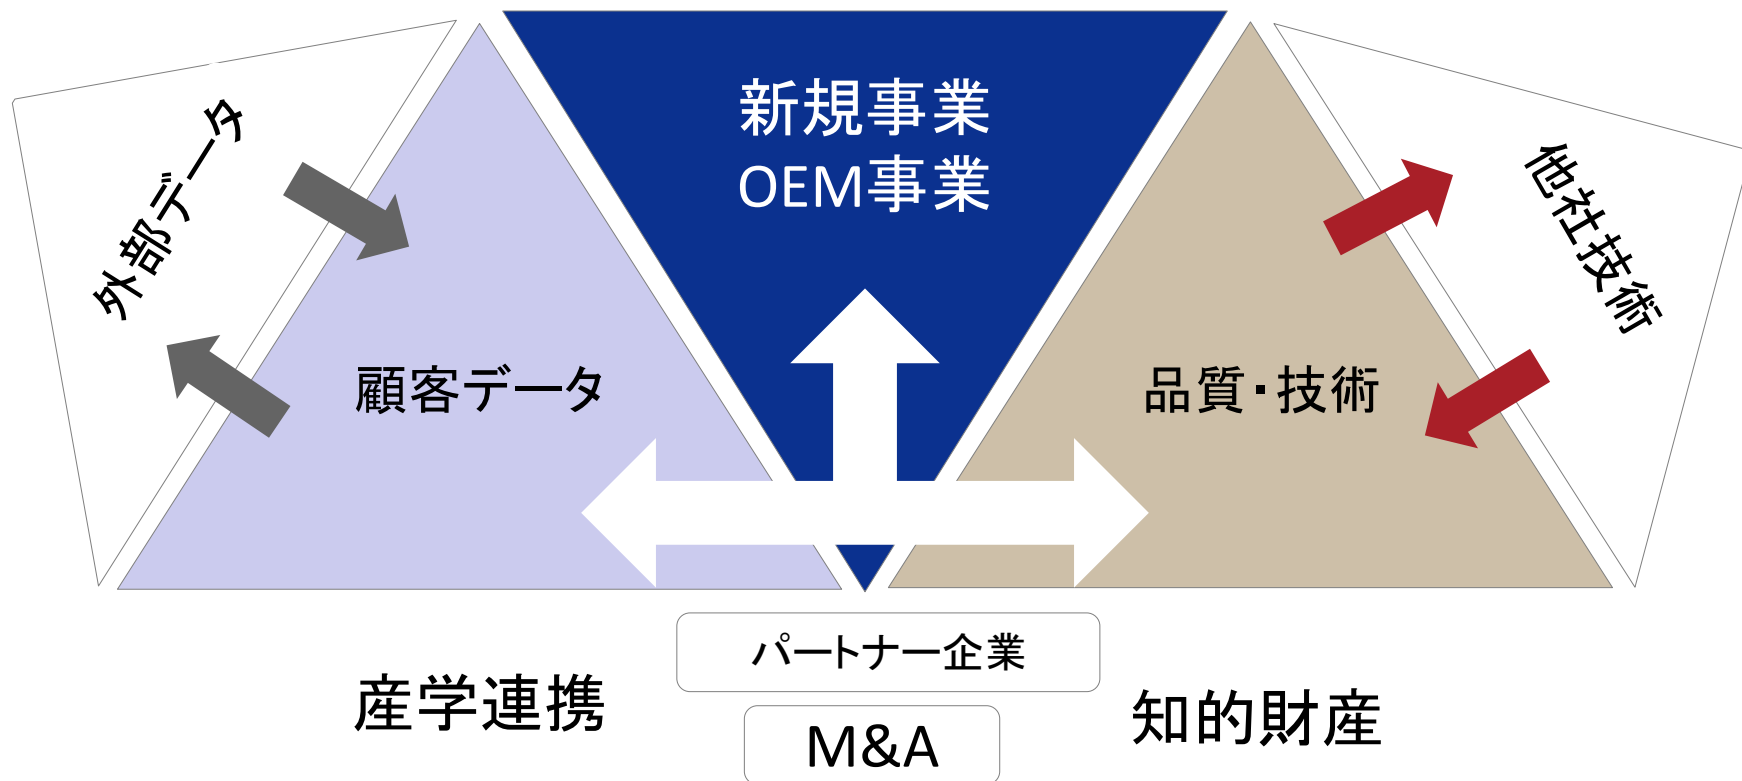 新規事業
OEM事業
外部データ
他社技術
顧客データ
品質・技術
パートナー企業
産学連携
知的財産
M&A